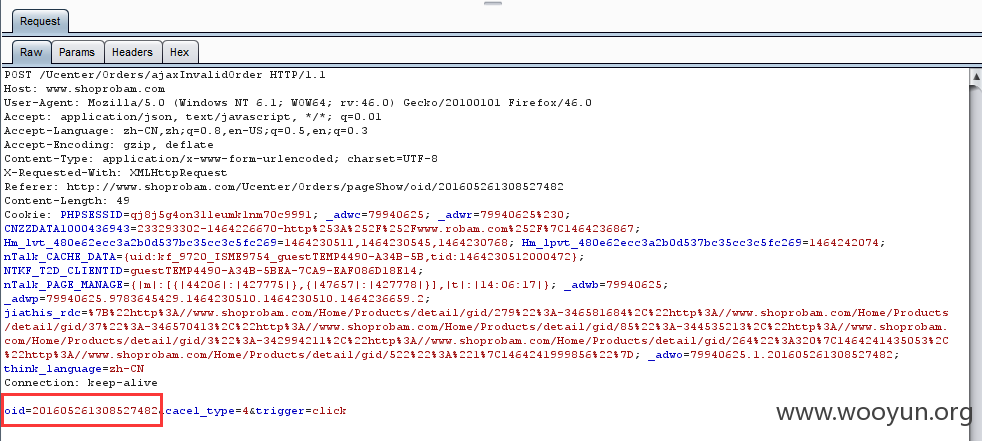 Request
Raw Params Headers Hex
POST /Ucenter/Orders/ajaxInvalidOrder HTTP/1.1
Host: www.shoprobam.com
User-Agent: Mozilla/5.0 (Windows NT 6.1; WOW64; rv:46.0) Gecko/20100101 Firefox/46.0
Accept: application/json, text/javascript, */*; q=0.01
Accept-Language: zh-CN,zh;q=0.8,en-US;q=0.5,en;q=0.3
Accept-Encoding: gzip, deflate
Content-Type: application/x-www-form-urlencoded; charset=UTF-8
X-Requested-With: XMLHttpRequest
Referer: http://www.shoprobam.com/Ucenter/Orders/pageShow/oid/201605261308527482
Content-Length: 49
Cookie: PHPSESSID=qj8j5g4on311eumk1nm70c9991; _adwc=79940625; _adwr=79940625%230;
CNZZDATA1000436943=233293302-1464226670-http%253A%252F%252Fwww.robam.com%252F%7C1464236867;
Hm_lvt_480e62ecc3a2b0d537bc35cc3c5fc269=1464230511,1464230545,1464230768; Hm_lpvt_480e62ecc3a2b0d537bc35cc3c5fc269=1464242074;
nTalk_CACHE_DATA={uid:kf_9720_ISME9754_guestTEMP4490-A34B-5B,tid:1464230512000472};
NTKF_T2D_CLIENTID=guestTEMP4490-A34B-5BEA-7CA9-EAF086D18E14;
nTalk_PAGE_MANAGE={|m|:[{|44206|:|427775|},{|47657|:|427778|}],|t|:|14:06:17|}; _adwb=79940625;
_adwp=79940625.9783645429.1464230510.1464230510.1464236659.2;
jiathis_rdc=%7B%22http%3A//www.shoprobam.com/Home/Products/detail/gid/279%22%3A-346581684%2C%22http%3A//www.shoprobam.com/Home/Products
/detail/gid/37%22%3A-346570413%2C%22http%3A//www.shoprobam.com/Home/Products/detail/gid/85%22%3A-344535213%2C%22http%3A//www.shoprobam.
com/Home/Products/detail/gid/3%22%3A-342994211%2C%22http%3A//www.shoprobam.com/Home/Products/detail/gid/264%22%3A320%7C1464241435053%2C
%22http%3A//www.shoprobam.com/Home/Products/detail/gid/522%22%3A%221%7C1464241999856%22%7D; _adwo=79940625.1.201605261308527482;
think_language=zh-CN
Connection: keep-alive
oid=201605261308527482&cacel_type=4&trigger=click
www.wooyun.org